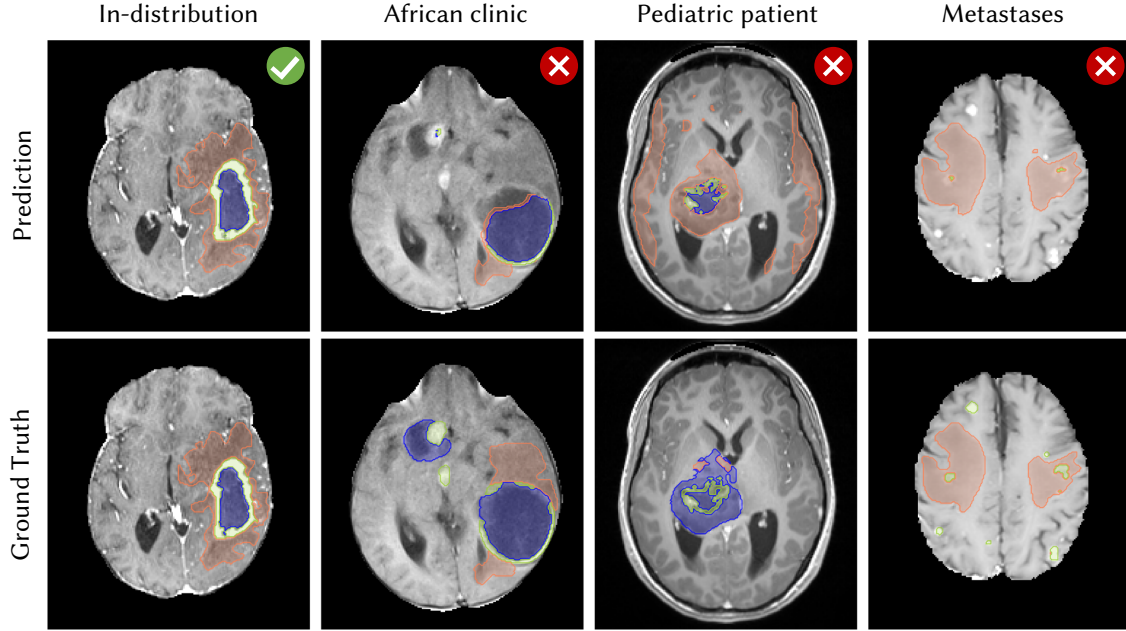 In-distribution
African clinic
Pediatric patient
Metastases
Prediction
Ground Truth